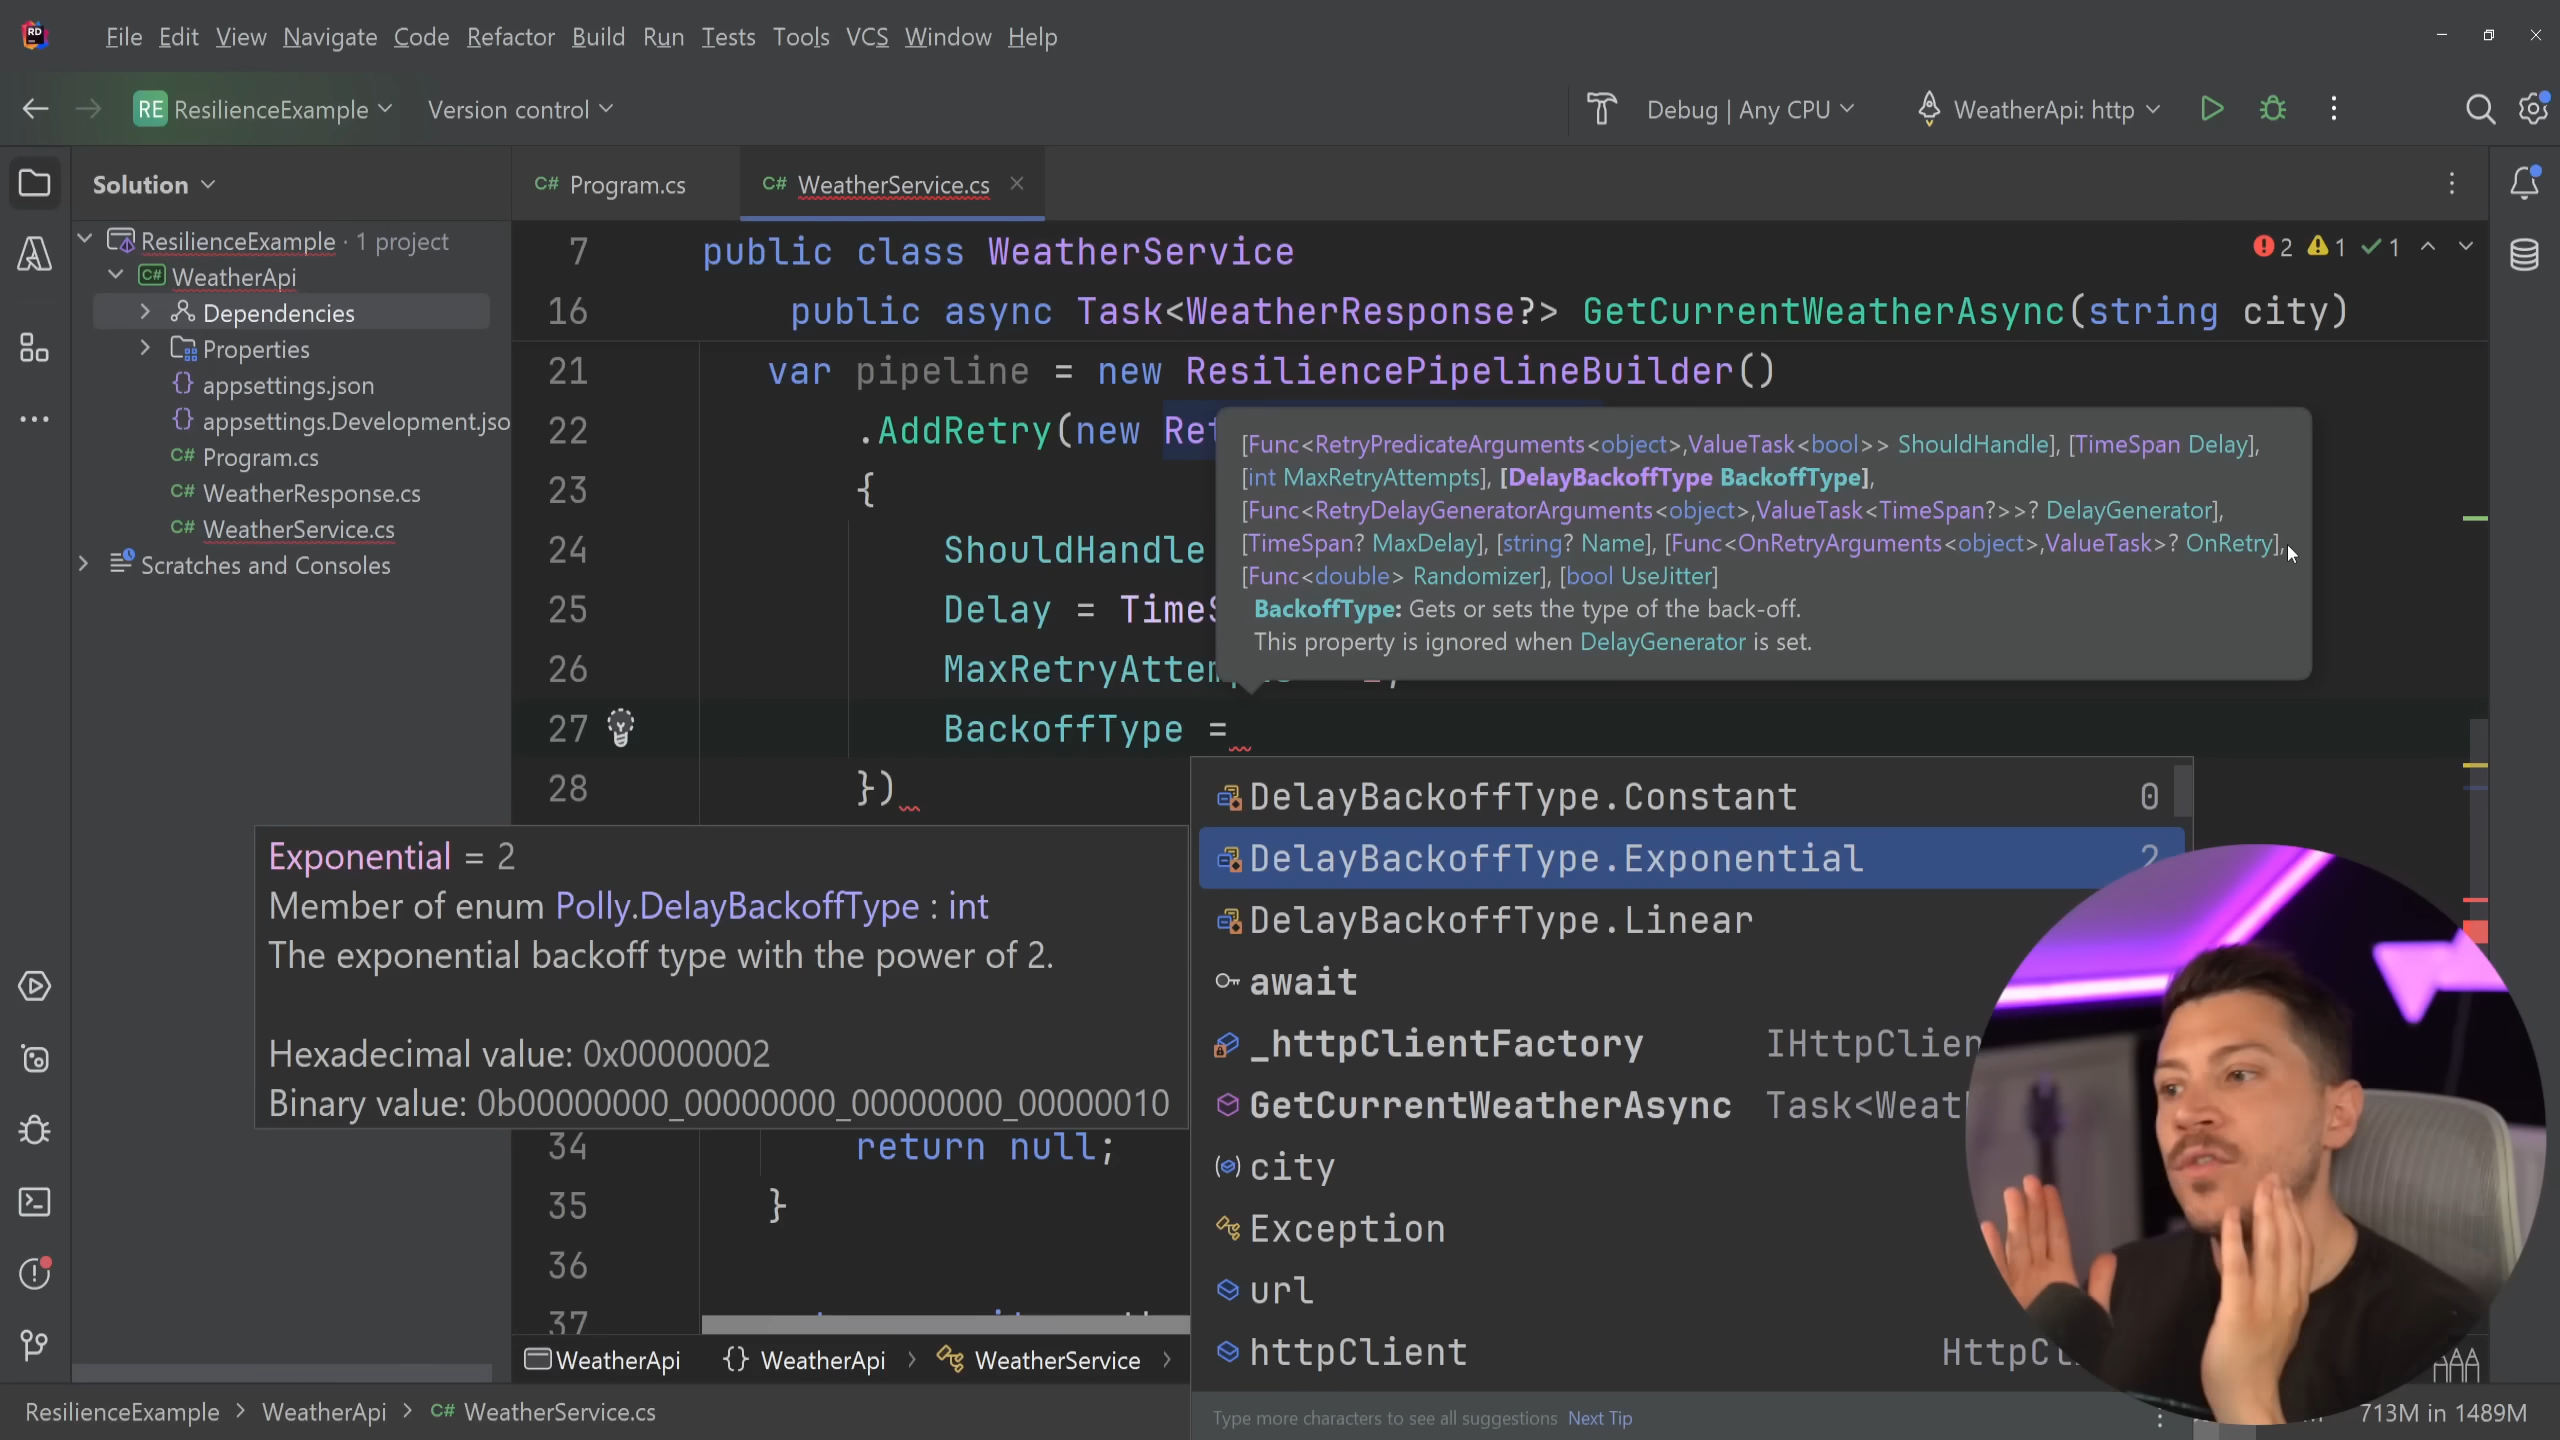 RD File Edit View Navigate Code Refactor Build Run Tests Tools VCS Window Help
RE ResilienceExample Version control Debug | Any CPU WeatherApi: http
Solution
C# Program.cs C# WeatherService.cs
ResilienceExample · 1 project
C# WeatherApi
Dependencies
Properties
{} appsettings.json
{} appsettings.Development.jso
C# Program.cs
C# WeatherResponse.cs
C# WeatherService.cs
Scratches and Consoles
7 public class WeatherService
2 1 1
16 public async Task<WeatherResponse?> GetCurrentWeatherAsync(string city)
21 var pipeline = new ResiliencePipelineBuilder()
22 .AddRetry(new Ret
23 {
24 ShouldHandle
25 Delay = TimeS
26 MaxRetryAttem
27 BackoffType =
28 })
[Func<RetryPredicateArguments<object>,ValueTask<bool>> ShouldHandle], [TimeSpan Delay],
[int MaxRetryAttempts], [DelayBackoffType BackoffType],
[Func<RetryDelayGeneratorArguments<object>,ValueTask<TimeSpan?>>? DelayGenerator],
[TimeSpan? MaxDelay], [string? Name], [Func<OnRetryArguments<object>,ValueTask>? OnRetry],
[Func<double> Randomizer], [bool UseJitter]
BackoffType: Gets or sets the type of the back-off.
This property is ignored when DelayGenerator is set.
DelayBackoffType.Constant 0
DelayBackoffType.Exponential 2
DelayBackoffType.Linear
await
_httpClientFactory IHttpClien
GetCurrentWeatherAsync Task<Weat
city
Exception
url
httpClient HttpCl
Type more characters to see all suggestions Next Tip
Exponential = 2
Member of enum Polly.DelayBackoffType : int
The exponential backoff type with the power of 2.
Hexadecimal value: 0x00000002
Binary value: 0b00000000_00000000_00000000_00000010
34 return null;
35 }
36
37
WeatherApi {} WeatherApi > WeatherService >
ResilienceExample > WeatherApi > C# WeatherService.cs
713M in 1489M